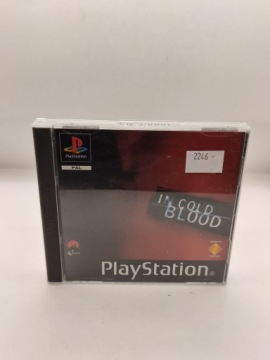 PlayStation
PAL
2246 -
IN COLD
BLOOD
PlayStation